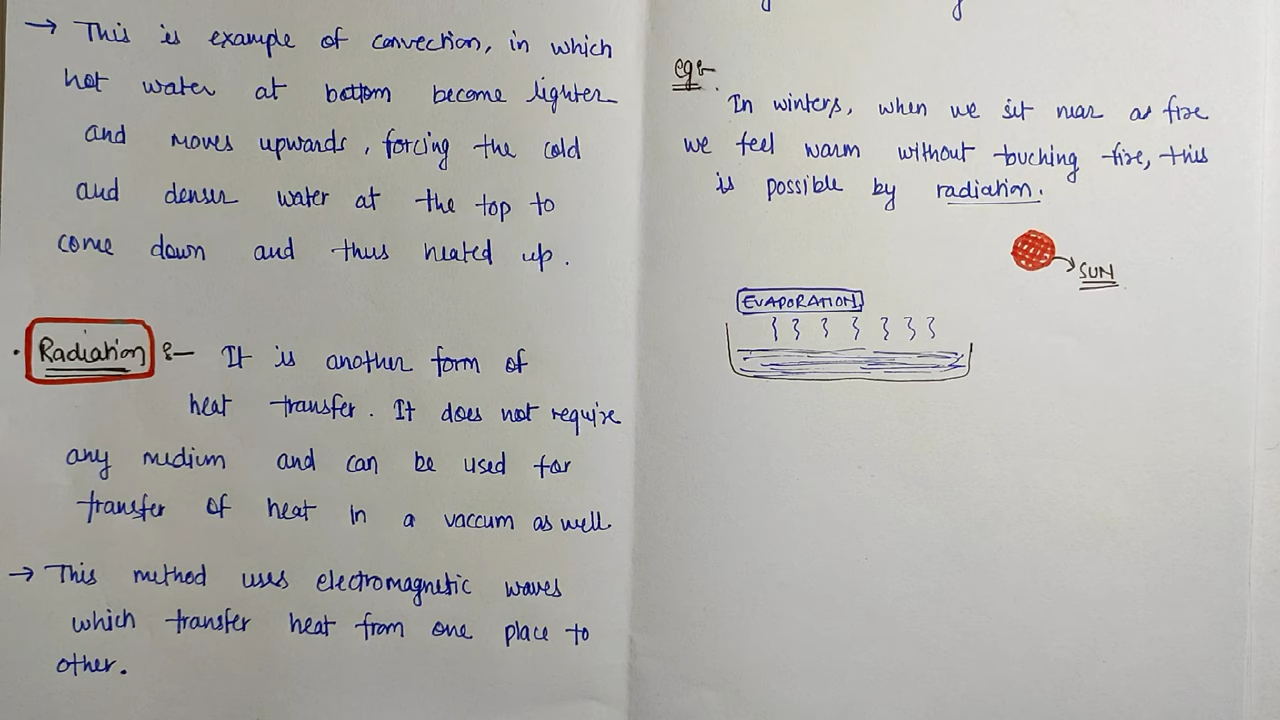 → This is example of convection, in which
hot water at bottom become lighter
and moves upwards, forcing the cold
and denser water at the top to
come down and thus heated up.
• Radiation :- It is another form of
heat transfer. It does not require
any medium and can be used for
transfer of heat in a vaccum as well.
→ This method uses electromagnetic waves
which transfer heat from one place to
other.
eg:-
In winters, when we sit near as fire
we feel warm without touching fire, this
is possible by radiation.
SUN
EVAPORATION